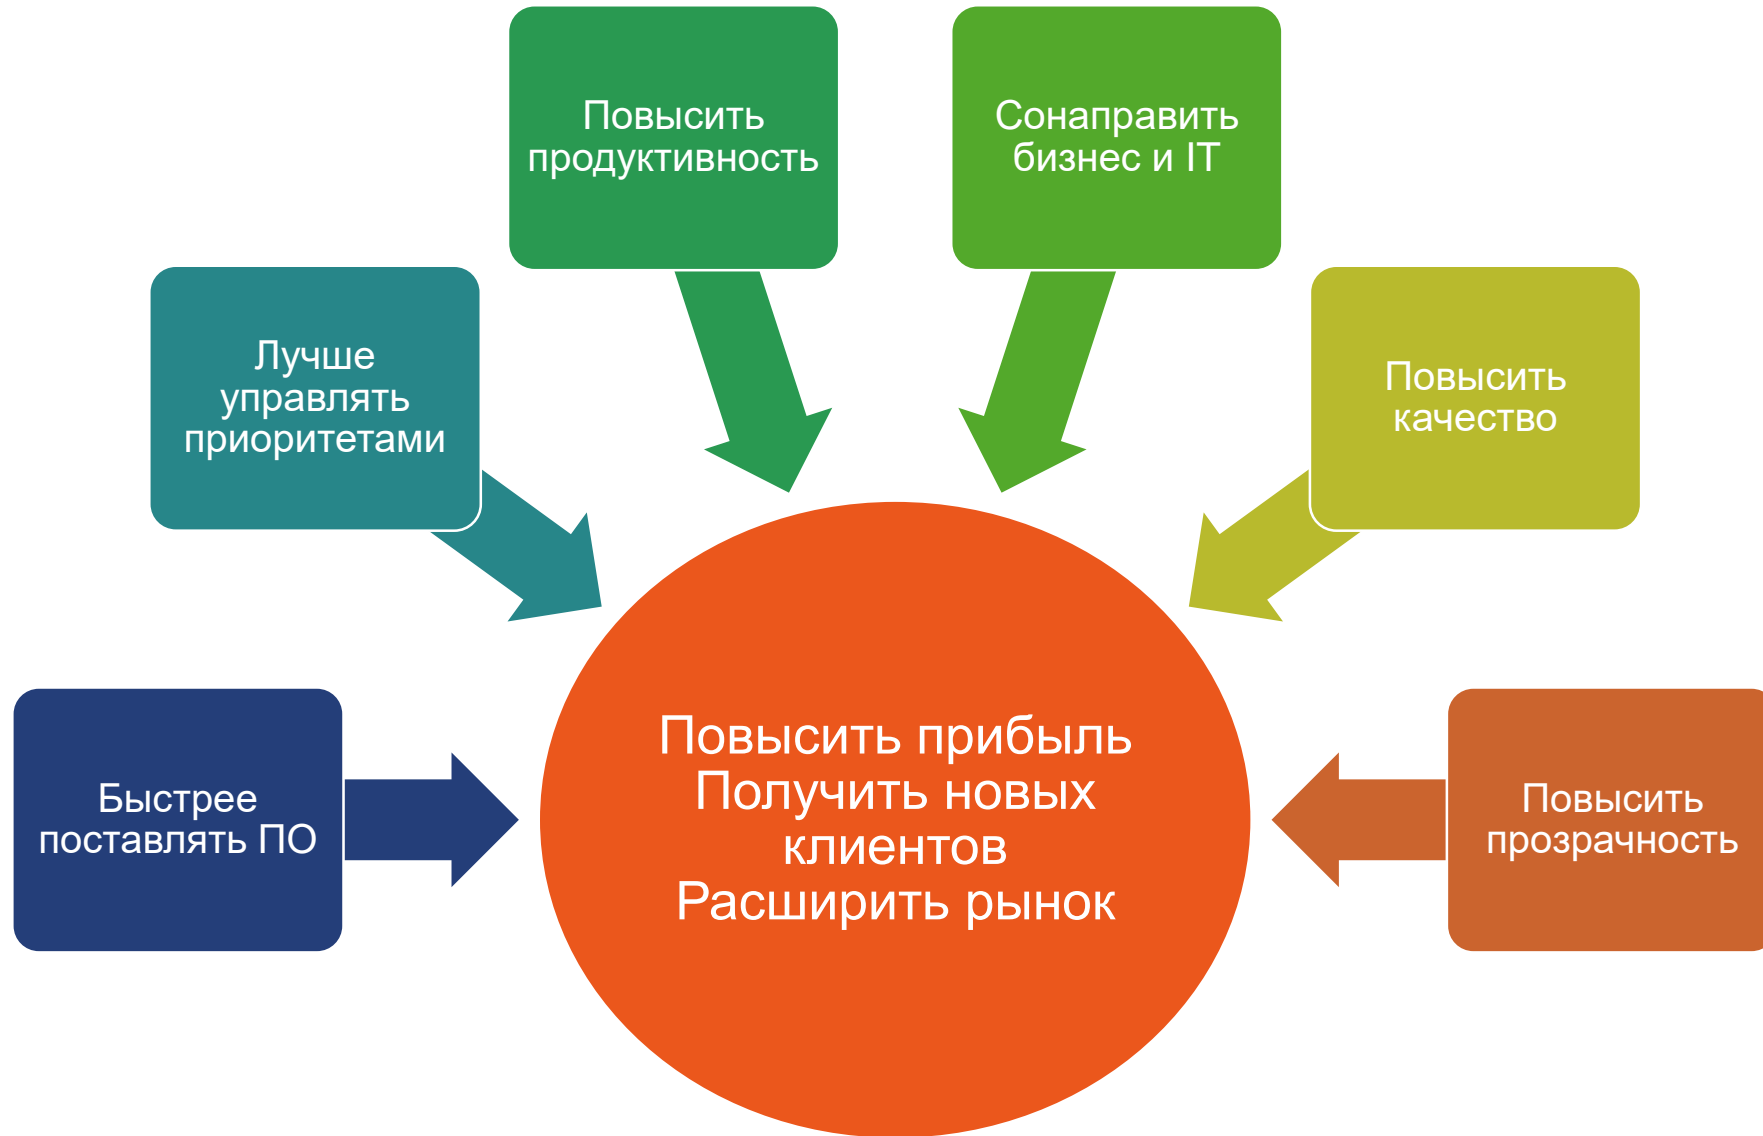 Повысить
продуктивность
Сонаправить
бизнес и IT
Лучше
управлять
приоритетами
Повысить
качество
Быстрее
поставлять ПО
Повысить прибыль
Получить новых
клиентов
Расширить рынок
Повысить
прозрачность